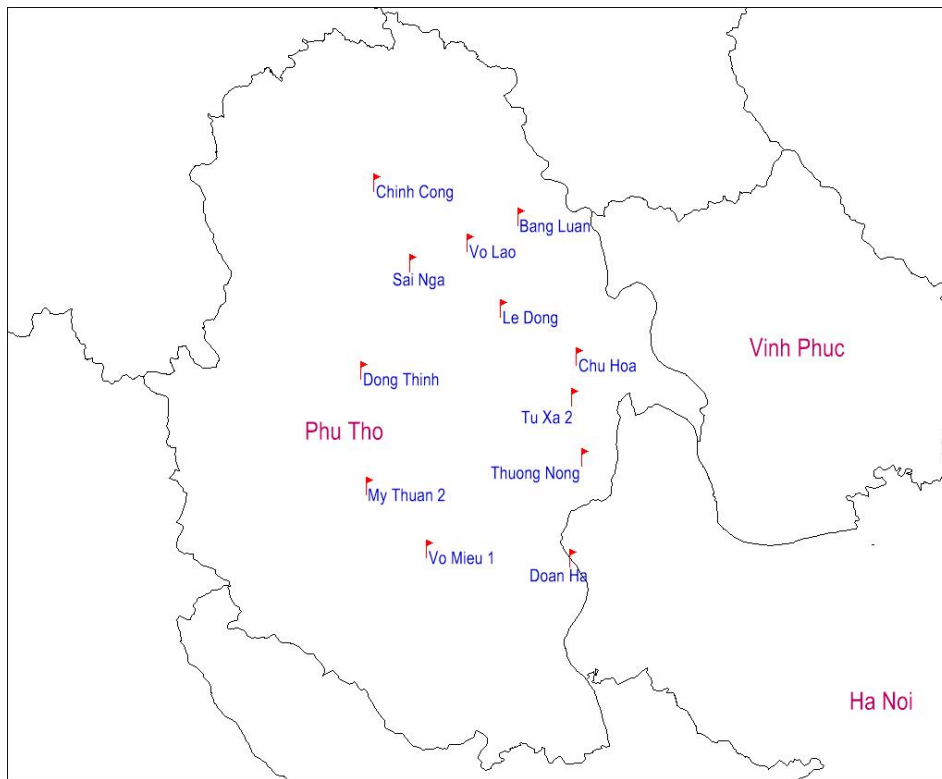 Chinh Cong
Bang Luan
Vo Lao
Sai Nga
Le Dong
Vinh Phuc
Chu Hoa
Dong Thinh
Tu Xa 2
Phu Tho
Thuong Nong
My Thuan 2
Vo Mieu 1
Doan Ha
Ha Noi